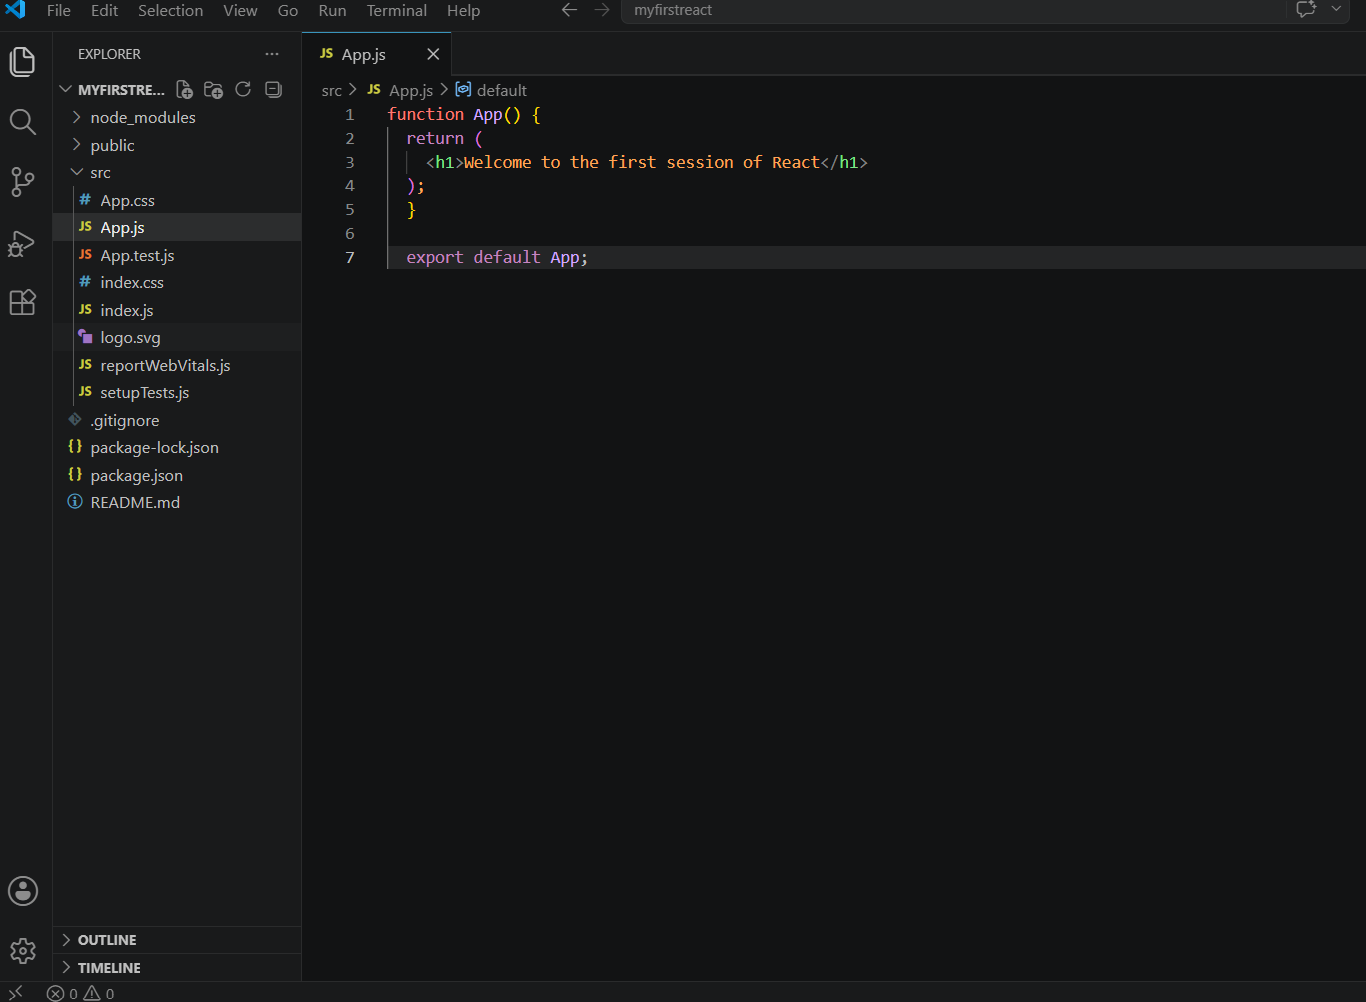 File Edit Selection View Go Run Terminal Help
myfirstreact
EXPLORER
MYFIRSTRE...
node_modules
public
src
# App.css
JS App.js
JS App.test.js
# index.css
JS index.js
logo.svg
JS reportWebVitals.js
JS setupTests.js
.gitignore
{} package-lock.json
{} package.json
README.md
OUTLINE
TIMELINE
0 0
JS App.js
src > JS App.js > default
1 function App() {
2 return (
3 <h1>Welcome to the first session of React</h1>
4 );
5 }
6
7 export default App;